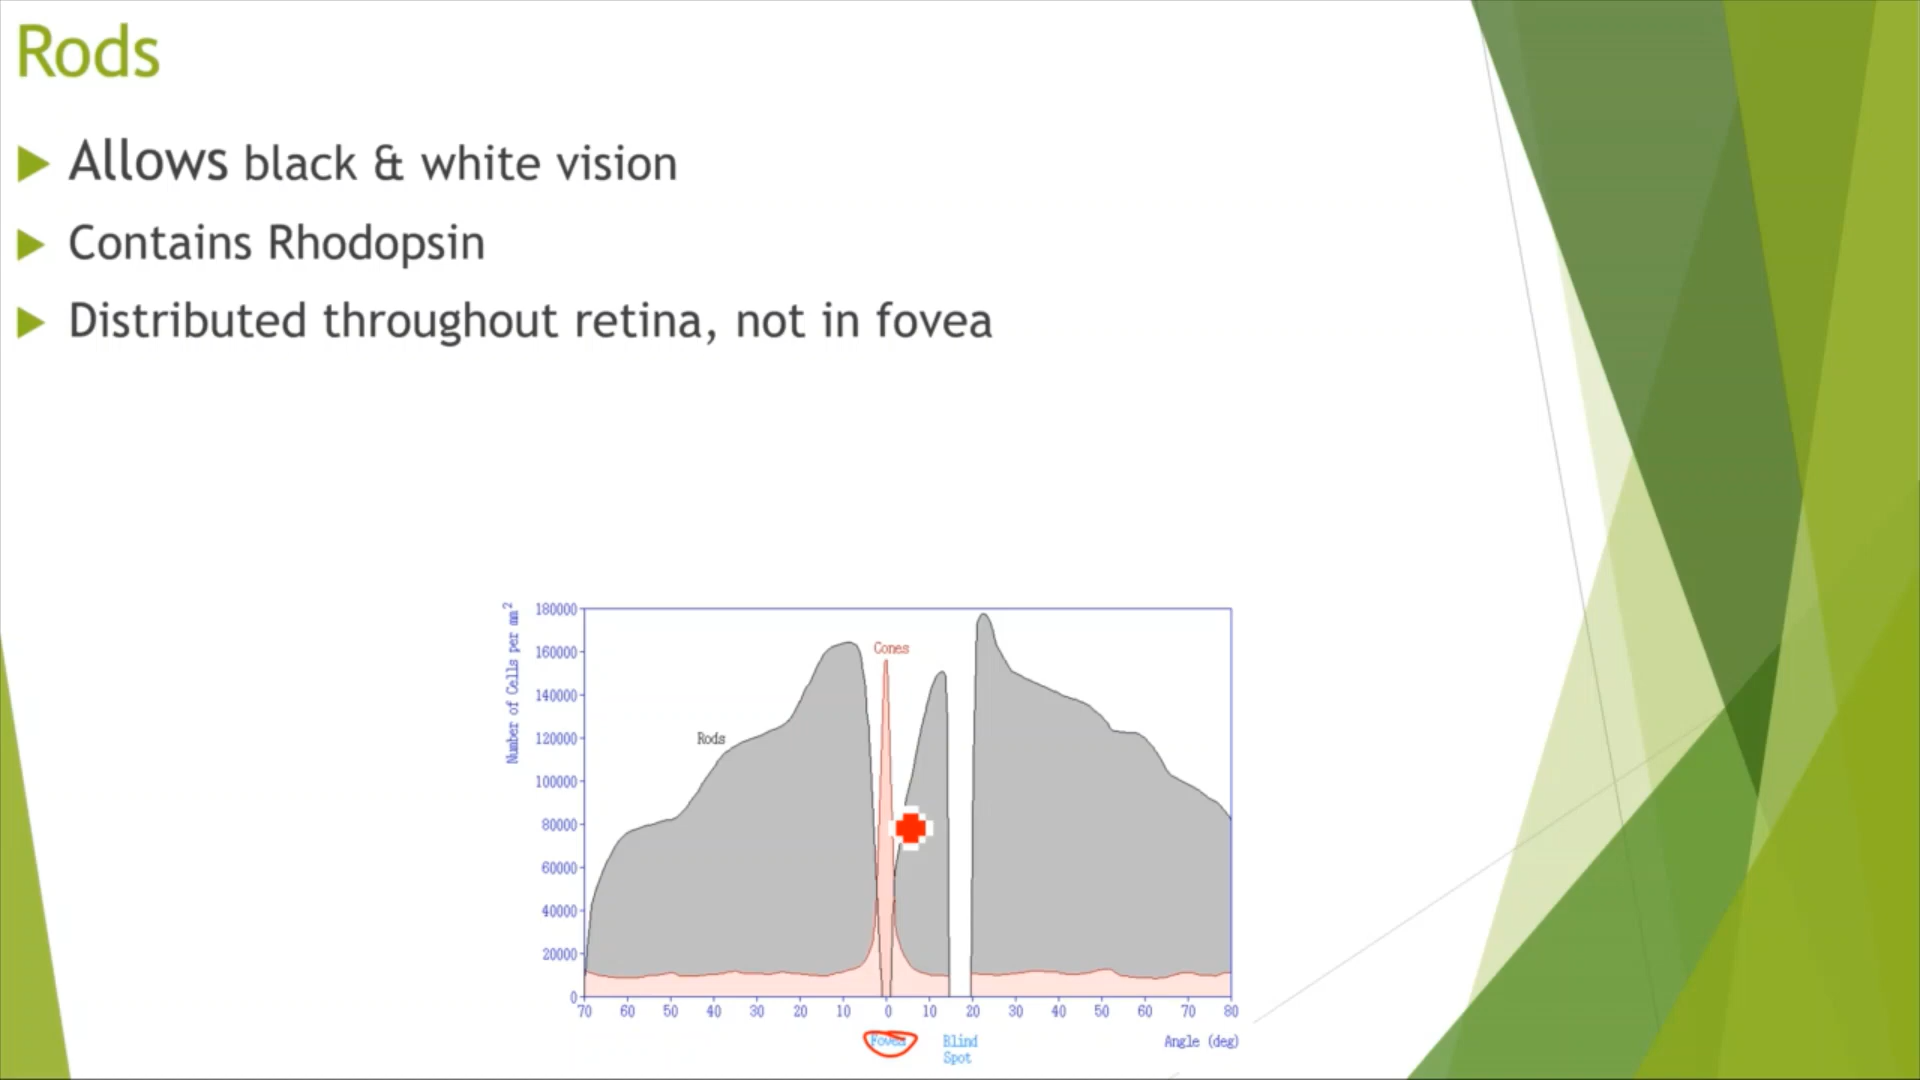 Rods
Allows black & white vision
Contains Rhodopsin
Distributed throughout retina, not in fovea
Number of Cells per mm²
180000
160000
140000
120000
100000
80000
60000
40000
20000
0
Cones
Rods
70 60 50 40 30 20 10 0 10 20 30 40 50 60 70 80
Fovea
Blind
Spot
Angle (deg)